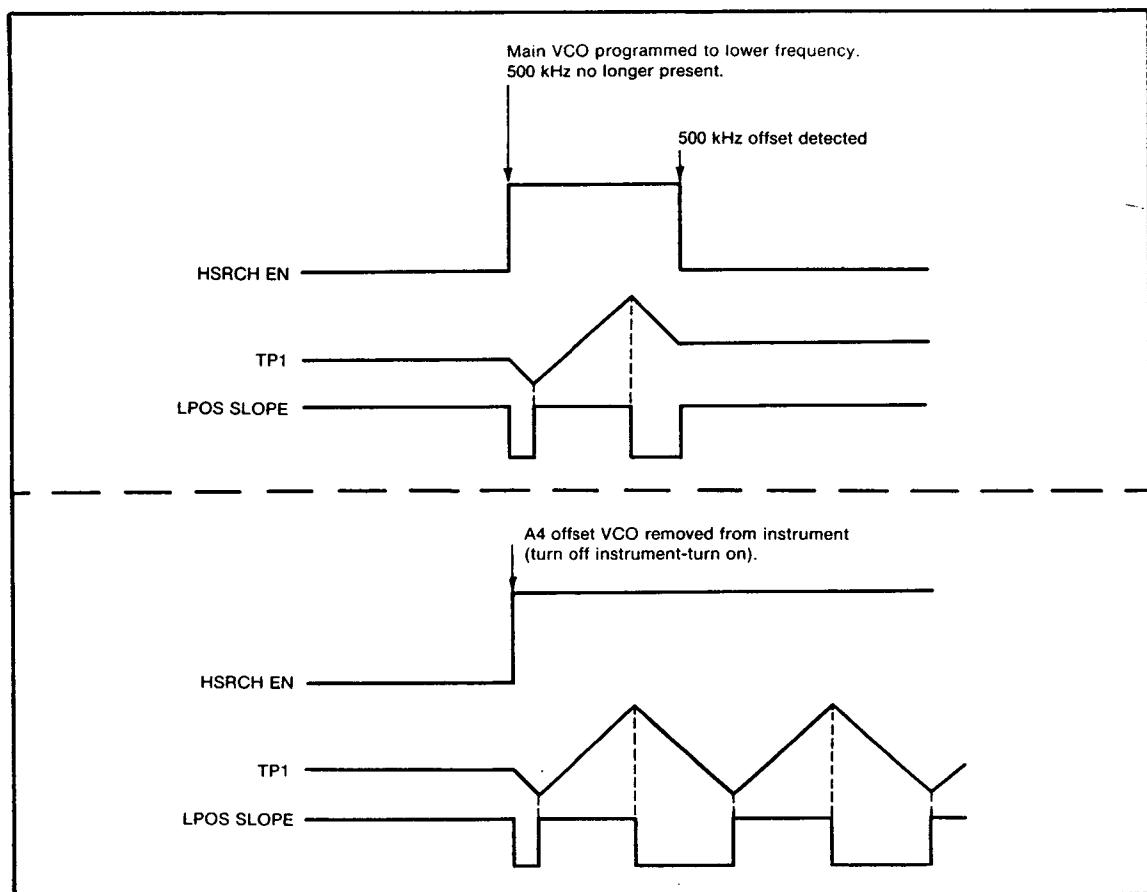 Main VCO programmed to lower frequency.
500 kHz no longer present.
500 kHz offset detected
HSRCH EN
TP1
LPOS SLOPE
A4 offset VCO removed from instrument
(turn off instrument-turn on).
HSRCH EN
TP1
LPOS SLOPE